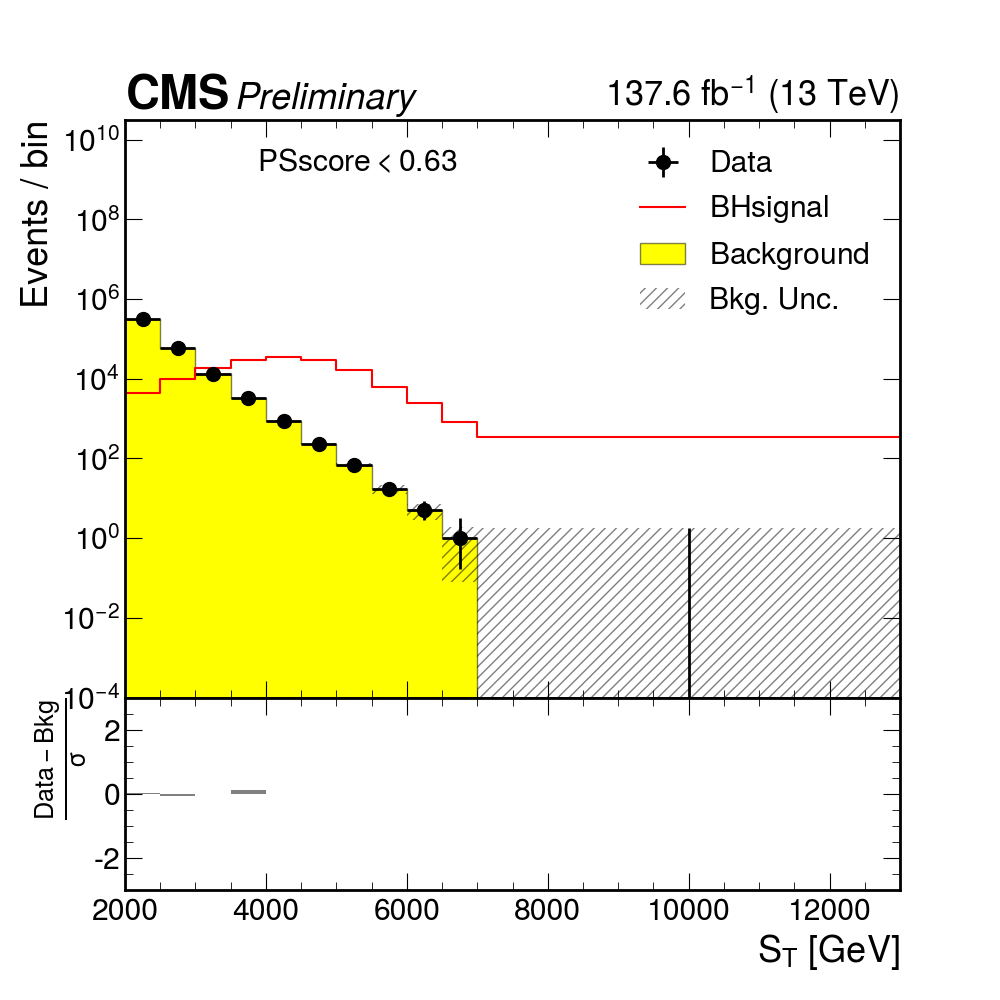 CMS Preliminary 137.6 fb⁻¹ (13 TeV)
Events / bin
PSscore < 0.63
Data
BHsignal
Background
Bkg. Unc.
10¹⁰
10⁸
10⁶
10⁴
10²
10⁰
10⁻²
10⁻⁴
Data − Bkg
σ
2
0
-2
2000 4000 6000 8000 10000 12000
S_T [GeV]